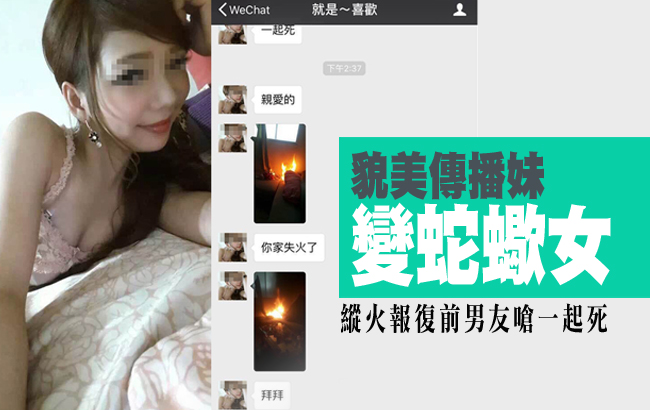 WeChat
就是～喜歡
一起死
下午2:37
親愛的
你家失火了
拜拜
貌美傳播妹
變蛇蠍女
縱火報復前男友嗆一起死